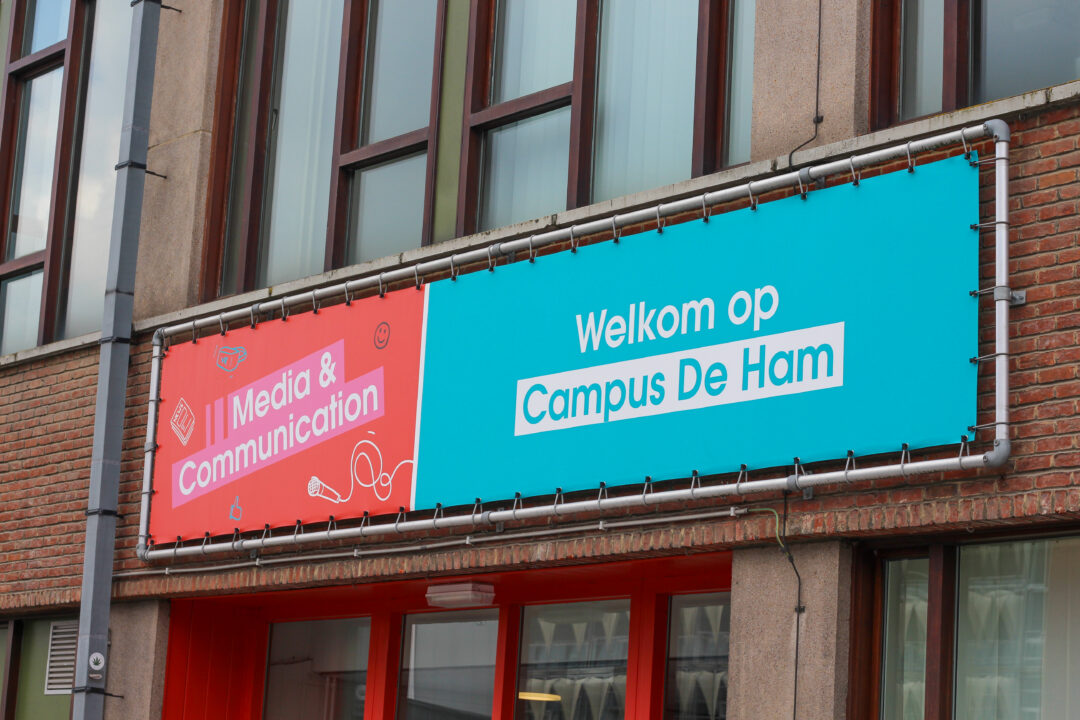 Media &
Communication
Welkom op
Campus De Ham